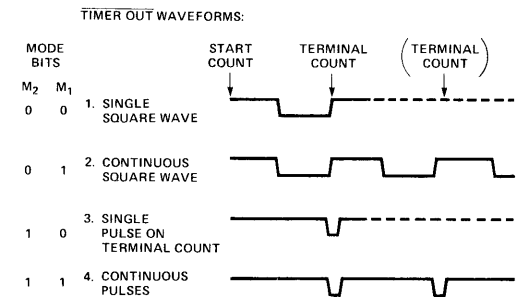 TIMER OUT WAVEFORMS:
MODE BITS
START COUNT
TERMINAL COUNT
(TERMINAL COUNT)
M2 M1
0 0 1. SINGLE SQUARE WAVE
0 1 2. CONTINUOUS SQUARE WAVE
1 0 3. SINGLE PULSE ON TERMINAL COUNT
1 1 4. CONTINUOUS PULSES